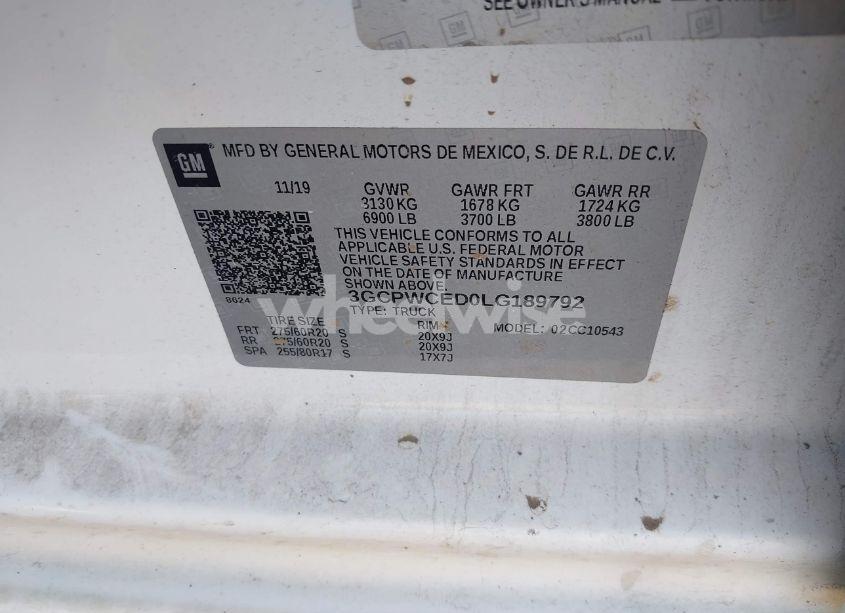 SEE OWNER'S MANUAL
GM
GM
MFD BY GENERAL MOTORS DE MEXICO, S. DE R.L. DE C.V.
11/19 GVWR GAWR FRT GAWR RR
3130 KG 1678 KG 1724 KG
6900 LB 3700 LB 3800 LB
THIS VEHICLE CONFORMS TO ALL
APPLICABLE U.S. FEDERAL MOTOR
VEHICLE SAFETY STANDARDS IN EFFECT
ON THE DATE OF MANUFACTURE
SHOWN ABOVE.
8624 3GCPWCED0LG189792
TYPE: TRUCK
wheelwise
TIRE SIZE RIM MODEL: 02CC10543
FRT 275/60R20 S 20X9J
RR 275/60R20 S 20X9J
SPA 255/80R17 S 17X7J